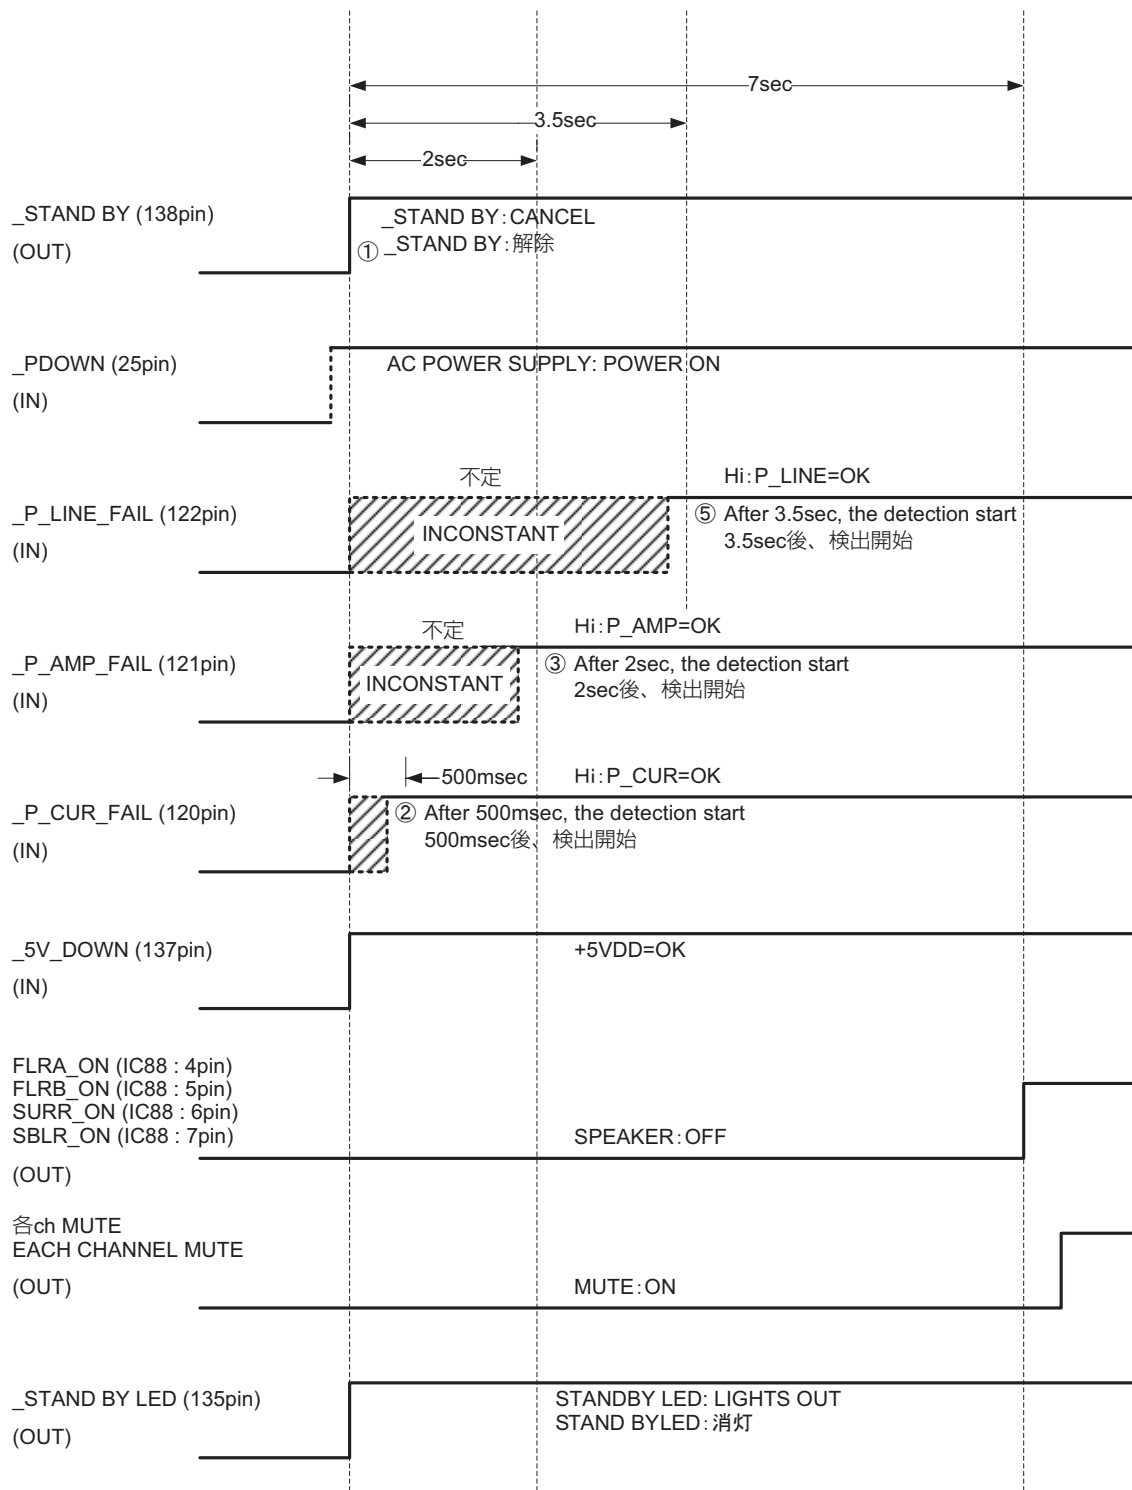 7sec
3.5sec
2sec
_STAND BY (138pin)
(OUT)
_STAND BY:CANCEL
① _STAND BY:解除
_PDOWN (25pin)
(IN)
AC POWER SUPPLY: POWER ON
不定
Hi:P_LINE=OK
_P_LINE_FAIL (122pin)
(IN)
INCONSTANT
⑤ After 3.5sec, the detection start
3.5sec後、検出開始
不定
Hi:P_AMP=OK
_P_AMP_FAIL (121pin)
(IN)
INCONSTANT
③ After 2sec, the detection start
2sec後、検出開始
500msec
Hi:P_CUR=OK
_P_CUR_FAIL (120pin)
(IN)
② After 500msec, the detection start
500msec後、検出開始
_5V_DOWN (137pin)
(IN)
+5VDD=OK
FLRA_ON (IC88 : 4pin)
FLRB_ON (IC88 : 5pin)
SURR_ON (IC88 : 6pin)
SBLR_ON (IC88 : 7pin)
(OUT)
SPEAKER:OFF
各ch MUTE
EACH CHANNEL MUTE
(OUT)
MUTE:ON
_STAND BY LED (135pin)
(OUT)
STANDBY LED: LIGHTS OUT
STAND BYLED:消灯